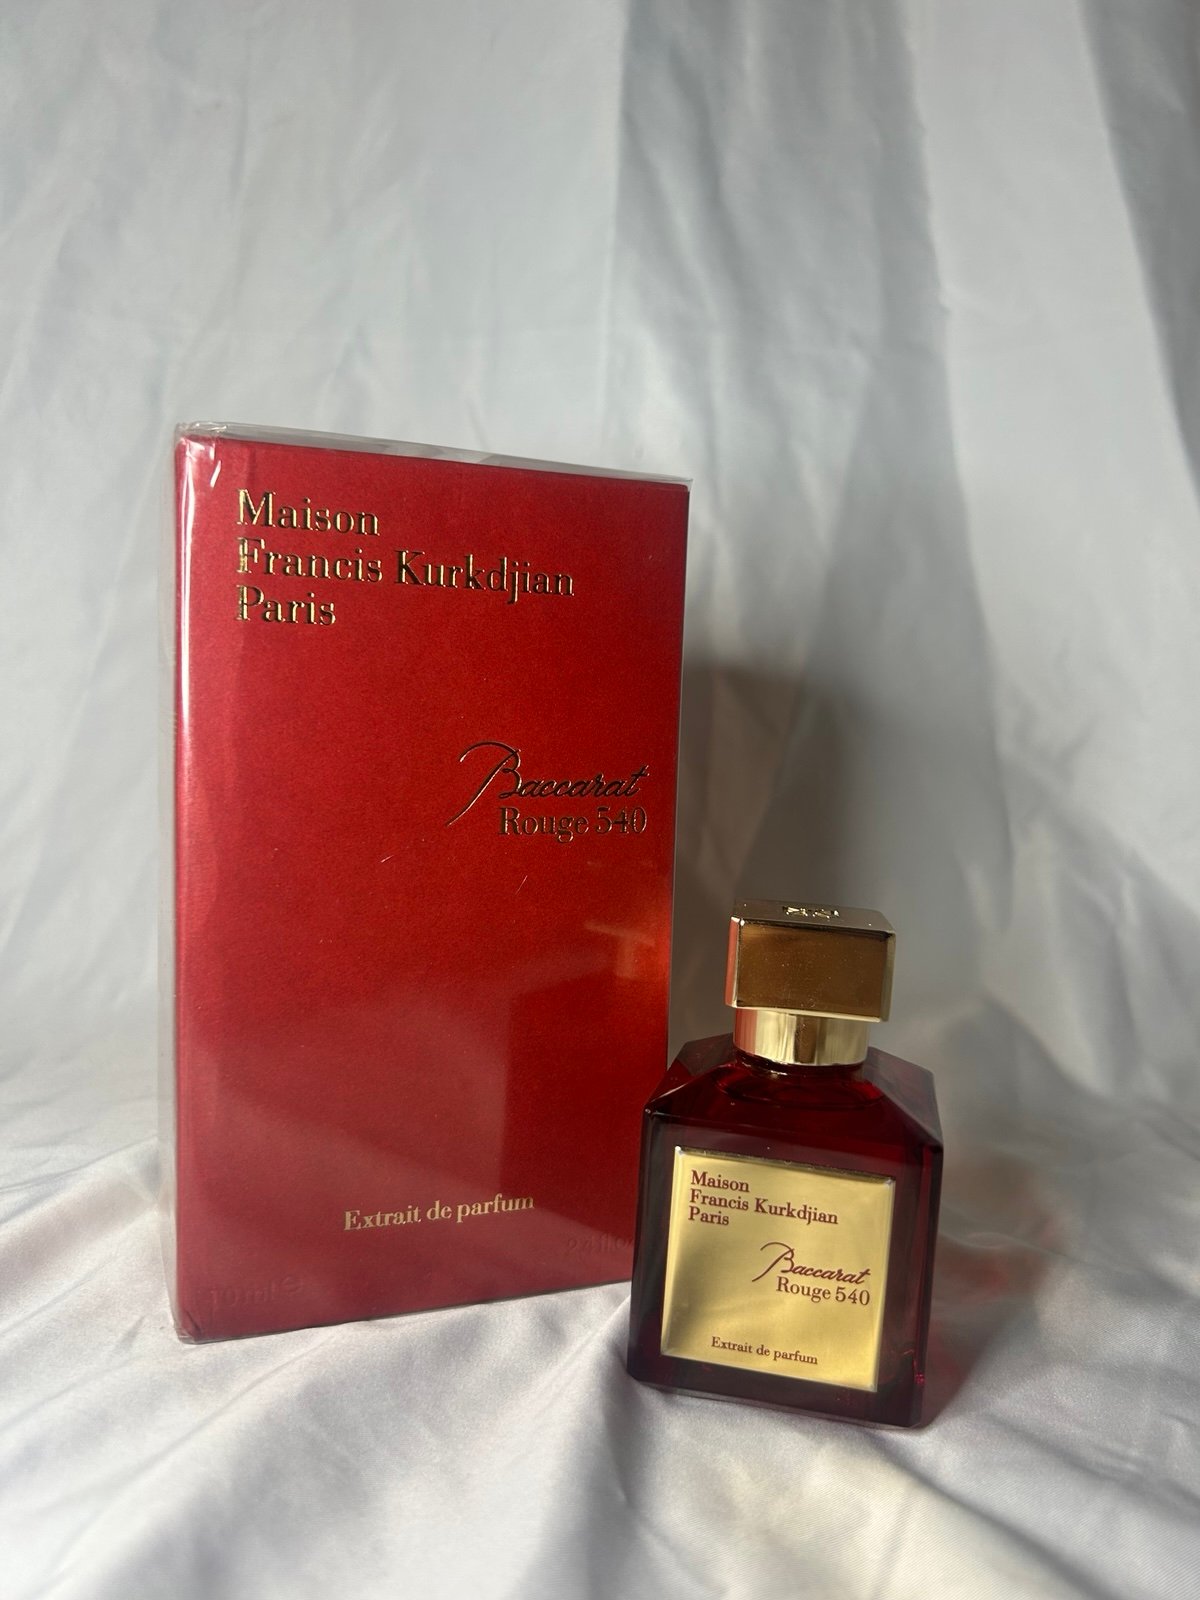 Maison
Francis Kurkdjian
Paris
Baccarat
Rouge 540
Extrait de parfum
Maison
Francis Kurkdjian
Paris
Baccarat
Rouge 540
Extrait de parfum